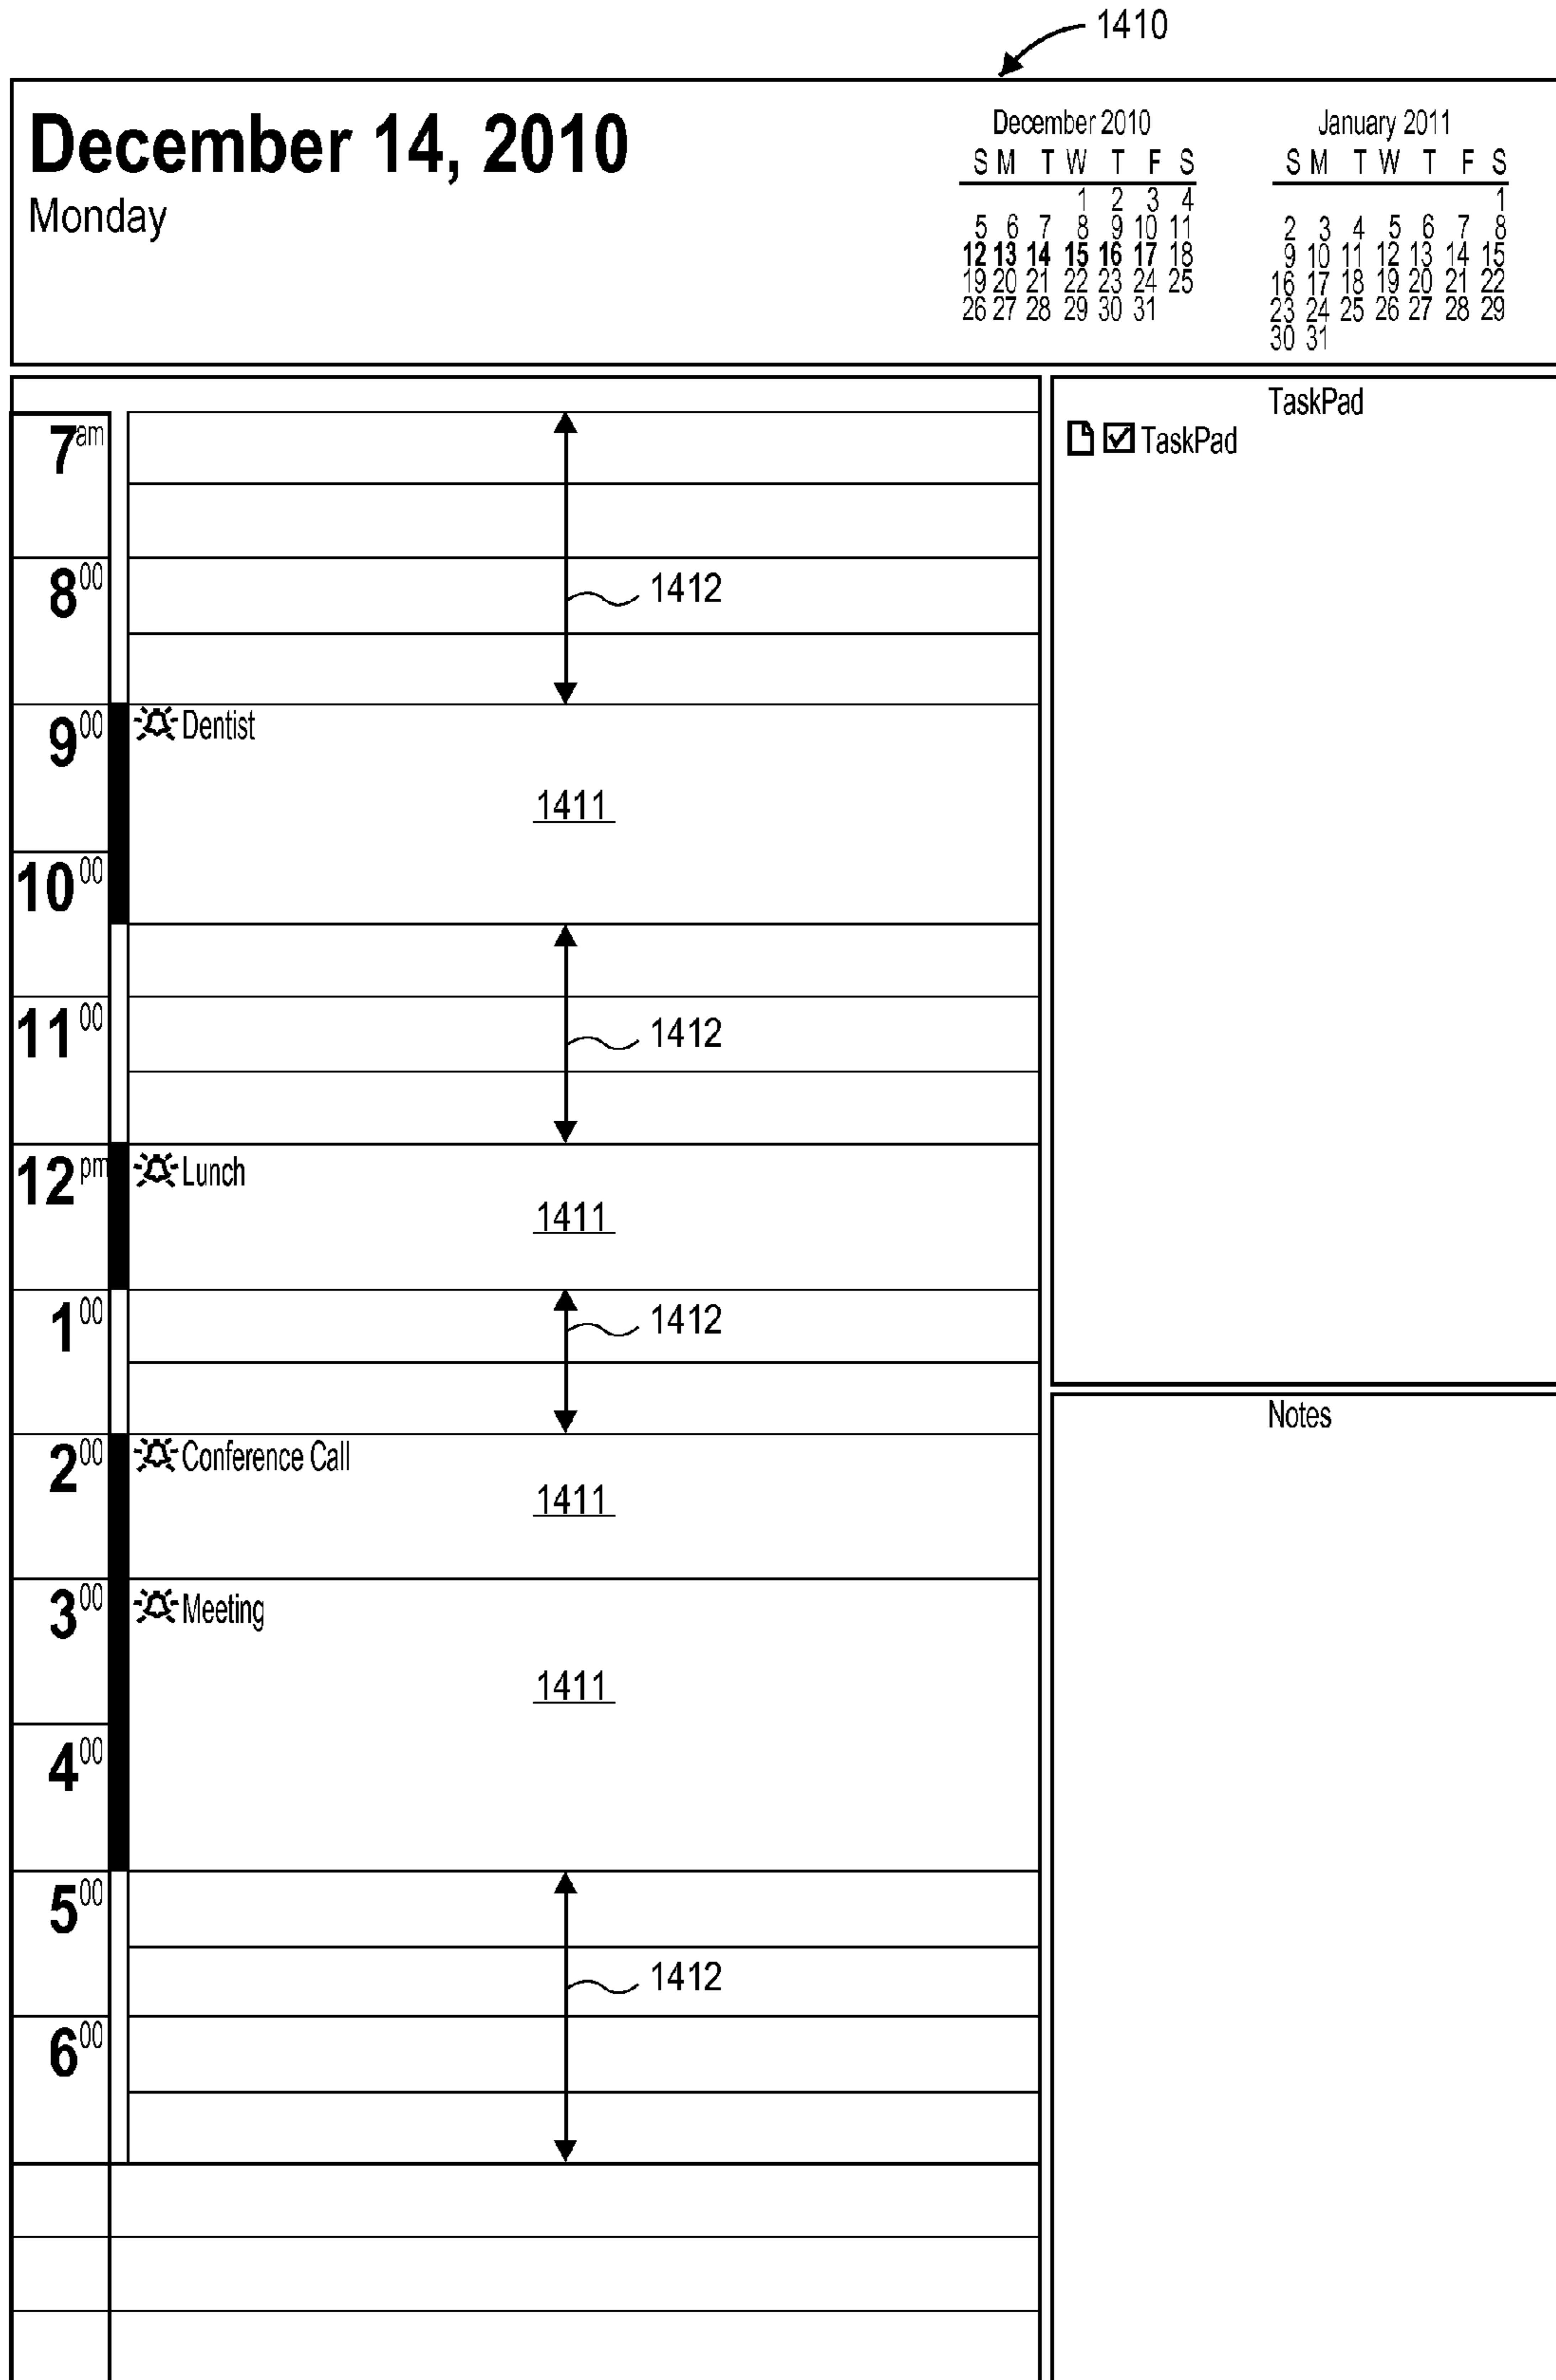 1410
December 14, 2010
Monday
December 2010
S M T W T F S
1 2 3 4
5 6 7 8 9 10 11
12 13 14 15 16 17 18
19 20 21 22 23 24 25
26 27 28 29 30 31
January 2011
S M T W T F S
1
2 3 4 5 6 7 8
9 10 11 12 13 14 15
16 17 18 19 20 21 22
23 24 25 26 27 28 29
30 31
7 am
8 00
1412
9 00 Dentist
1411
10 00
11 00
1412
12 pm Lunch
1411
1 00
1412
2 00 Conference Call
1411
3 00 Meeting
1411
4 00
5 00
1412
6 00
TaskPad
TaskPad
Notes